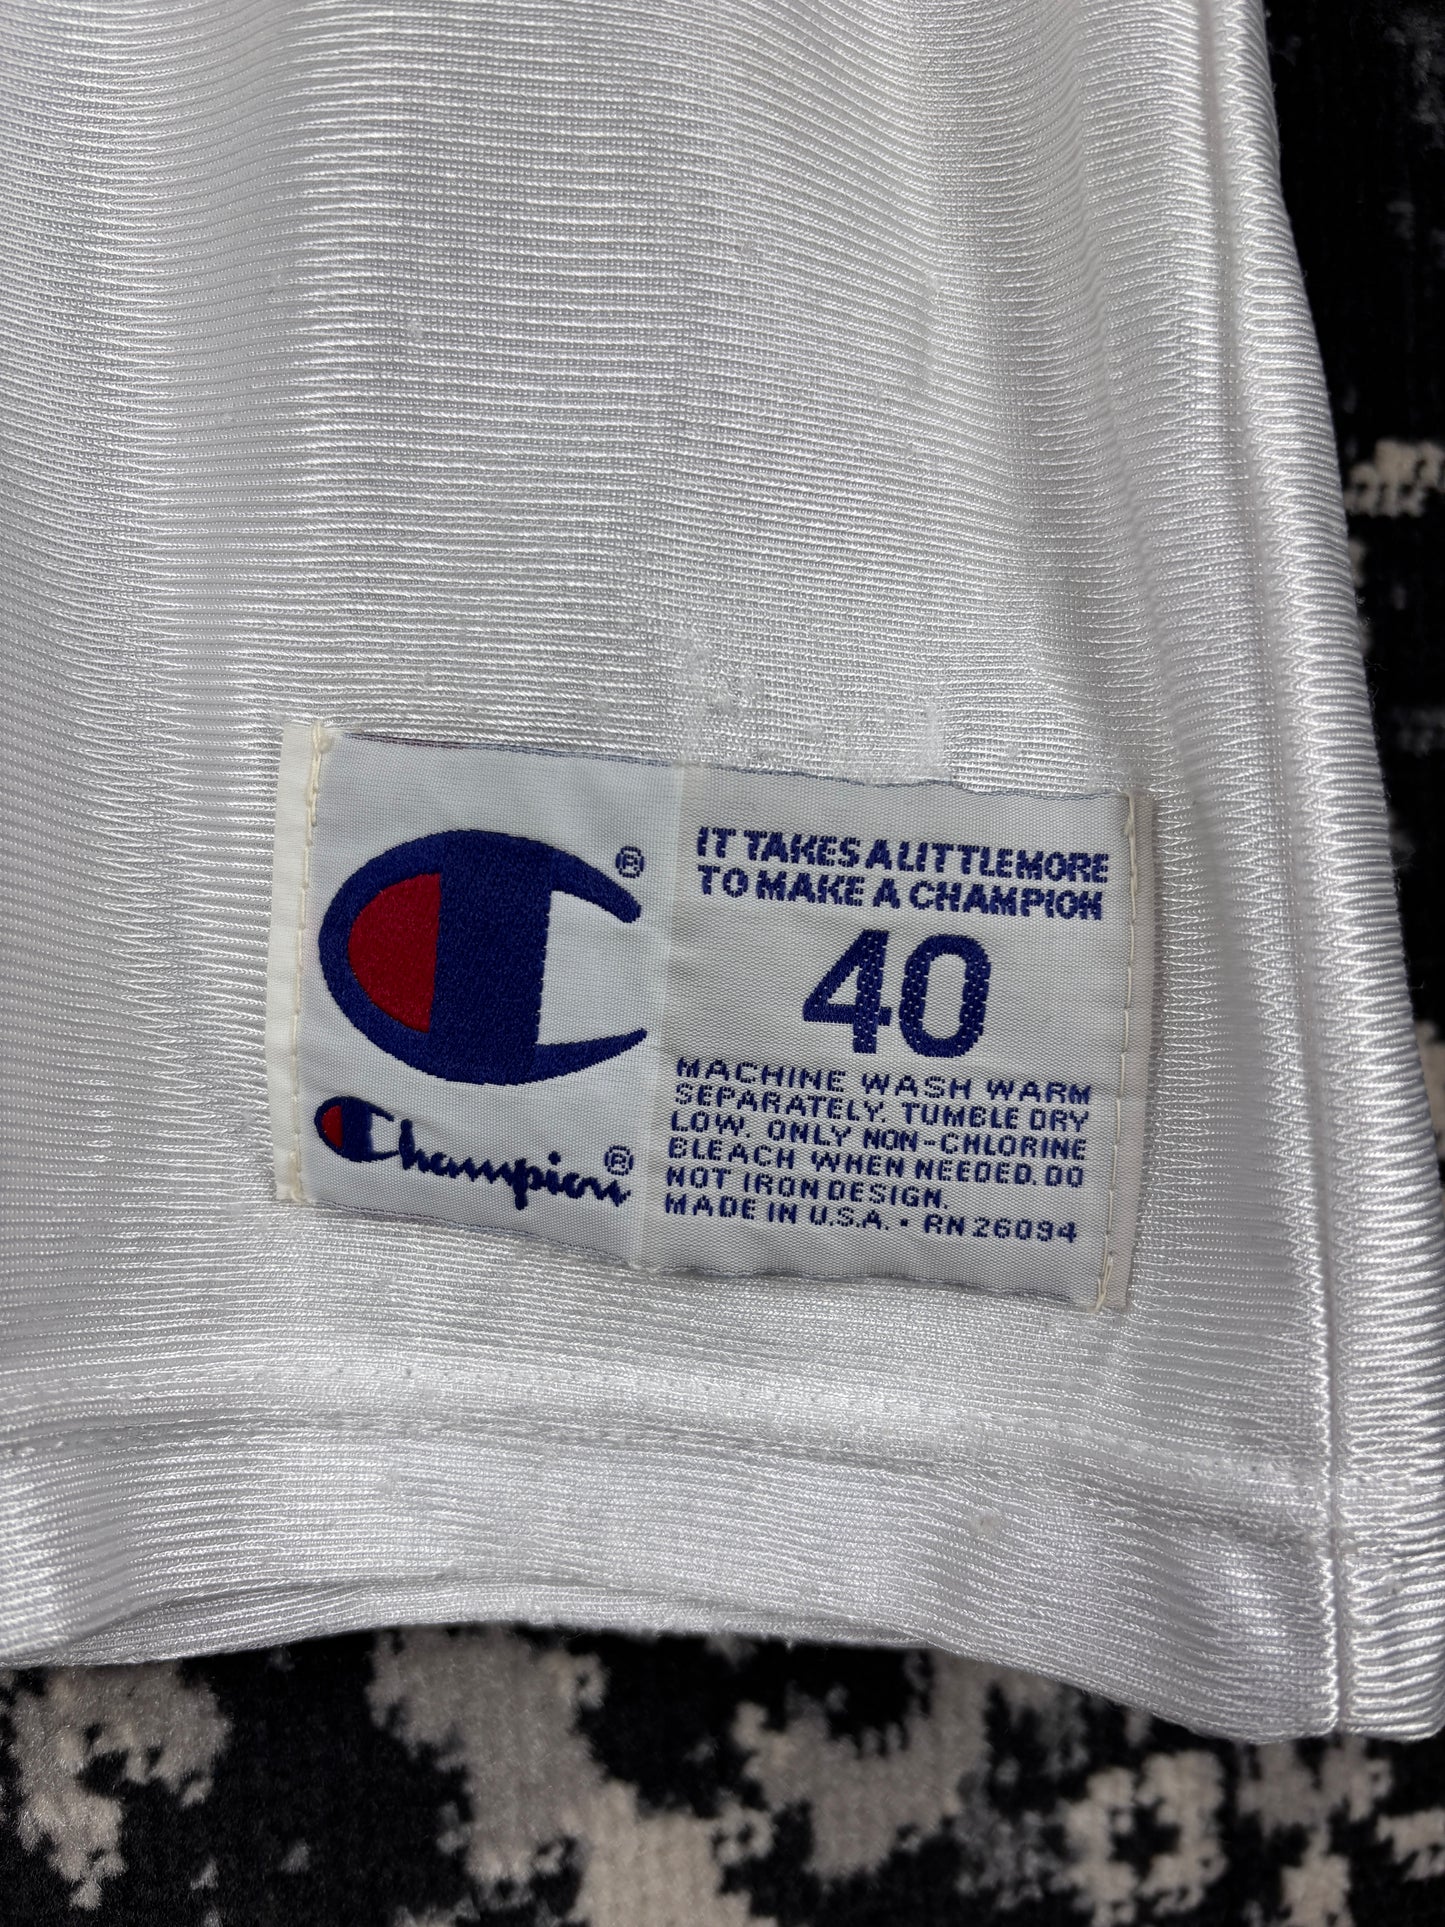 ®
Champion®
IT TAKES A LITTLE MORE
TO MAKE A CHAMPION
40
MACHINE WASH WARM
SEPARATELY. TUMBLE DRY
LOW. ONLY NON-CHLORINE
BLEACH WHEN NEEDED. DO
NOT IRON DESIGN.
MADE IN U.S.A. • RN 26094